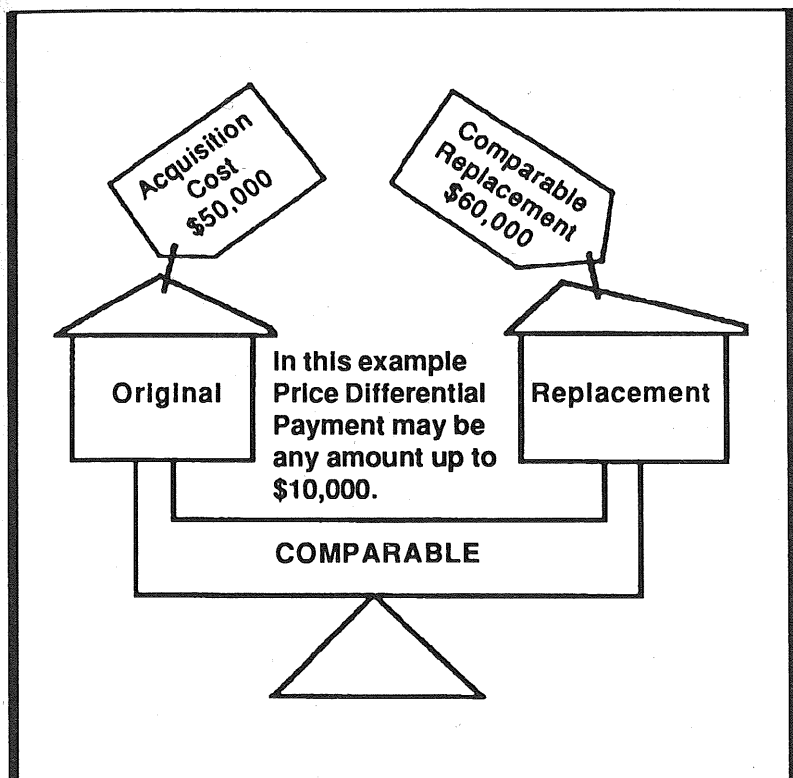 Acquisition
Cost
$50,000
Comparable
Replacement
$60,000
Original
In this example
Price Differential
Payment may be
any amount up to
$10,000.
Replacement
COMPARABLE